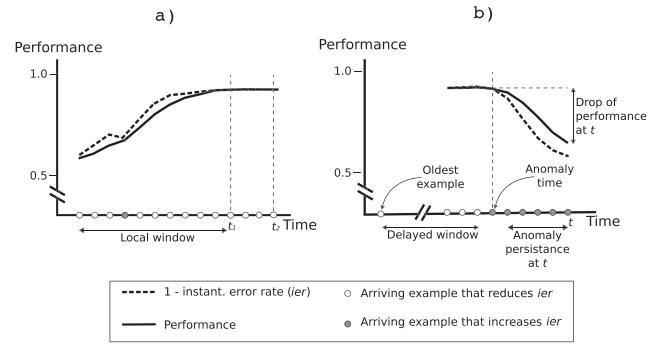 a)
Performance
1.0
0.5
t₁
t₂
Time
Local window
b)
Performance
1.0
0.5
Drop of
performance
at t
Oldest
example
Anomaly
time
t
Time
Delayed window
Anomaly
persistance
at t
1 - instant. error rate (ier)
Performance
Arriving example that reduces ier
Arriving example that increases ier